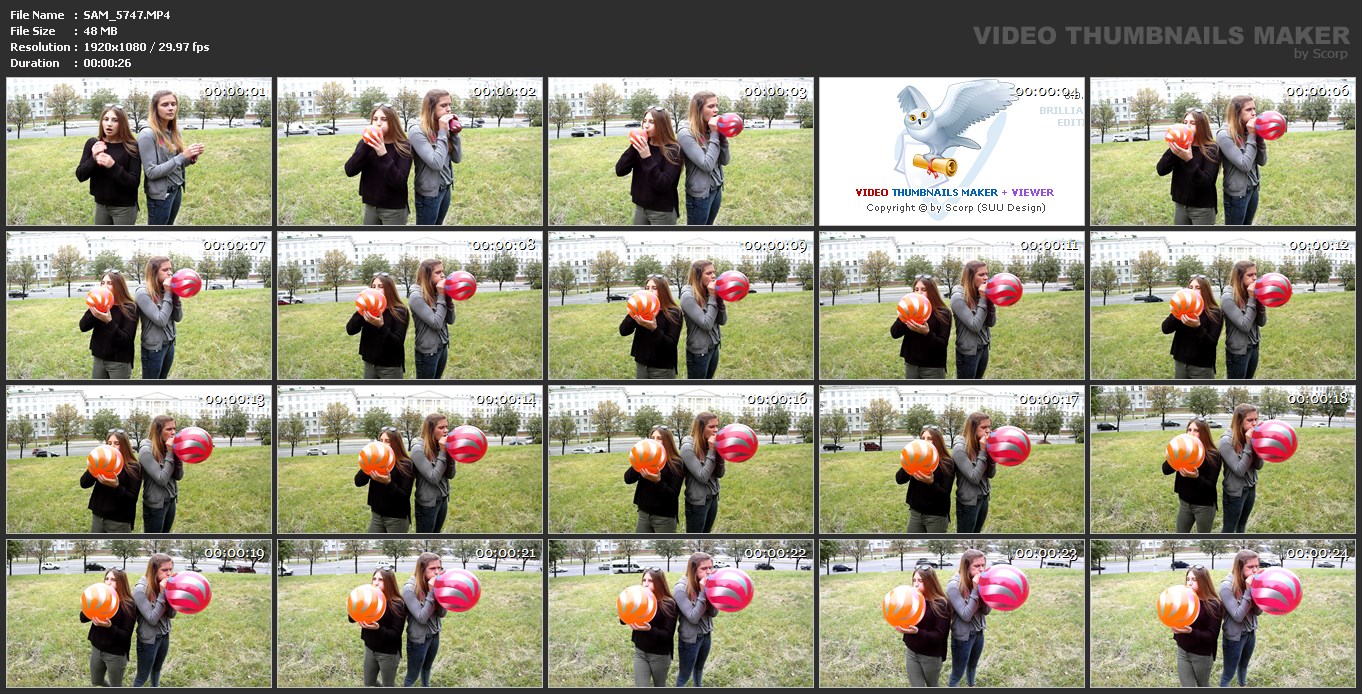 File Name : SAM_5747.MP4
File Size : 48 MB
Resolution : 1920x1080 / 29.97 fps
Duration : 00:00:26
VIDEO THUMBNAILS MAKER
by Scorp
00:00:01
00:00:02
00:00:03
00:00:04
BRILLIA
EDIT
VIDEO THUMBNAILS MAKER + VIEWER
Copyright © by Scorp (SUU Design)
00:00:06
00:00:07
00:00:08
00:00:09
00:00:11
00:00:12
00:00:13
00:00:14
00:00:16
00:00:17
00:00:18
00:00:19
00:00:21
00:00:22
00:00:23
00:00:24